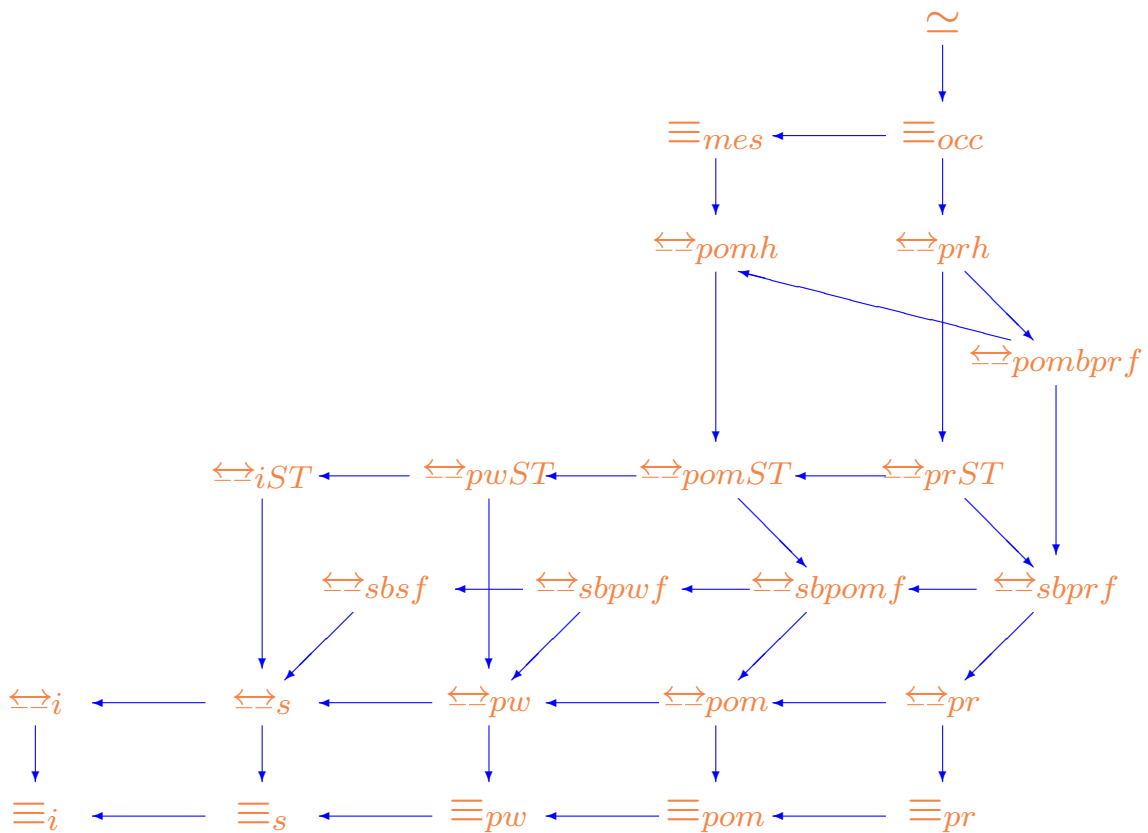 ≃
≡mes ≡occ
↔pomh ↔prh
↔pombprf
↔iST ↔pwST ↔pomST ↔prST
↔sbsf ↔sbpwf ↔sbpomf ↔sbprf
↔i ↔s ↔pw ↔pom ↔pr
≡i ≡s ≡pw ≡pom ≡pr